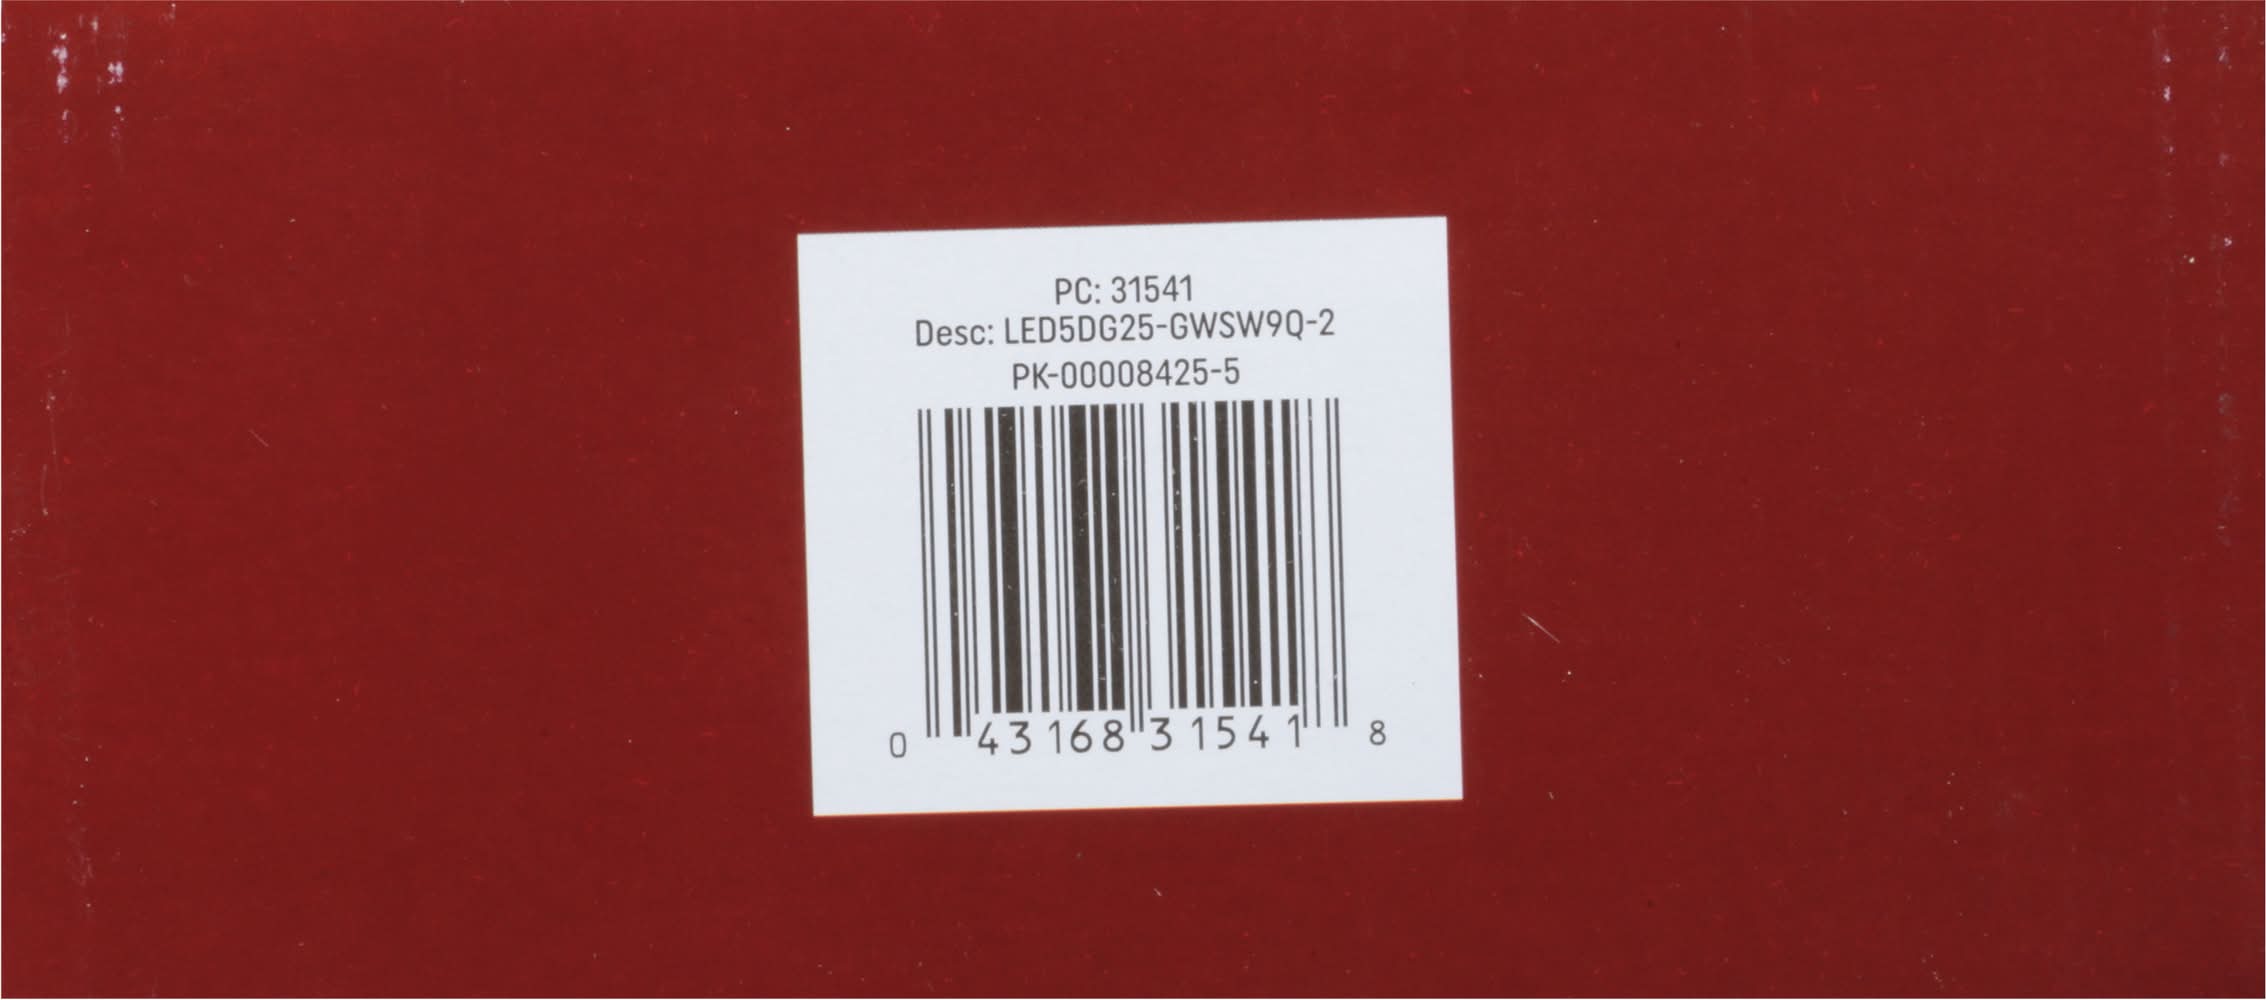 PC: 31541
Desc: LED5DG25-GWSW9Q-2
PK-00008425-5
0 43168 31541 8